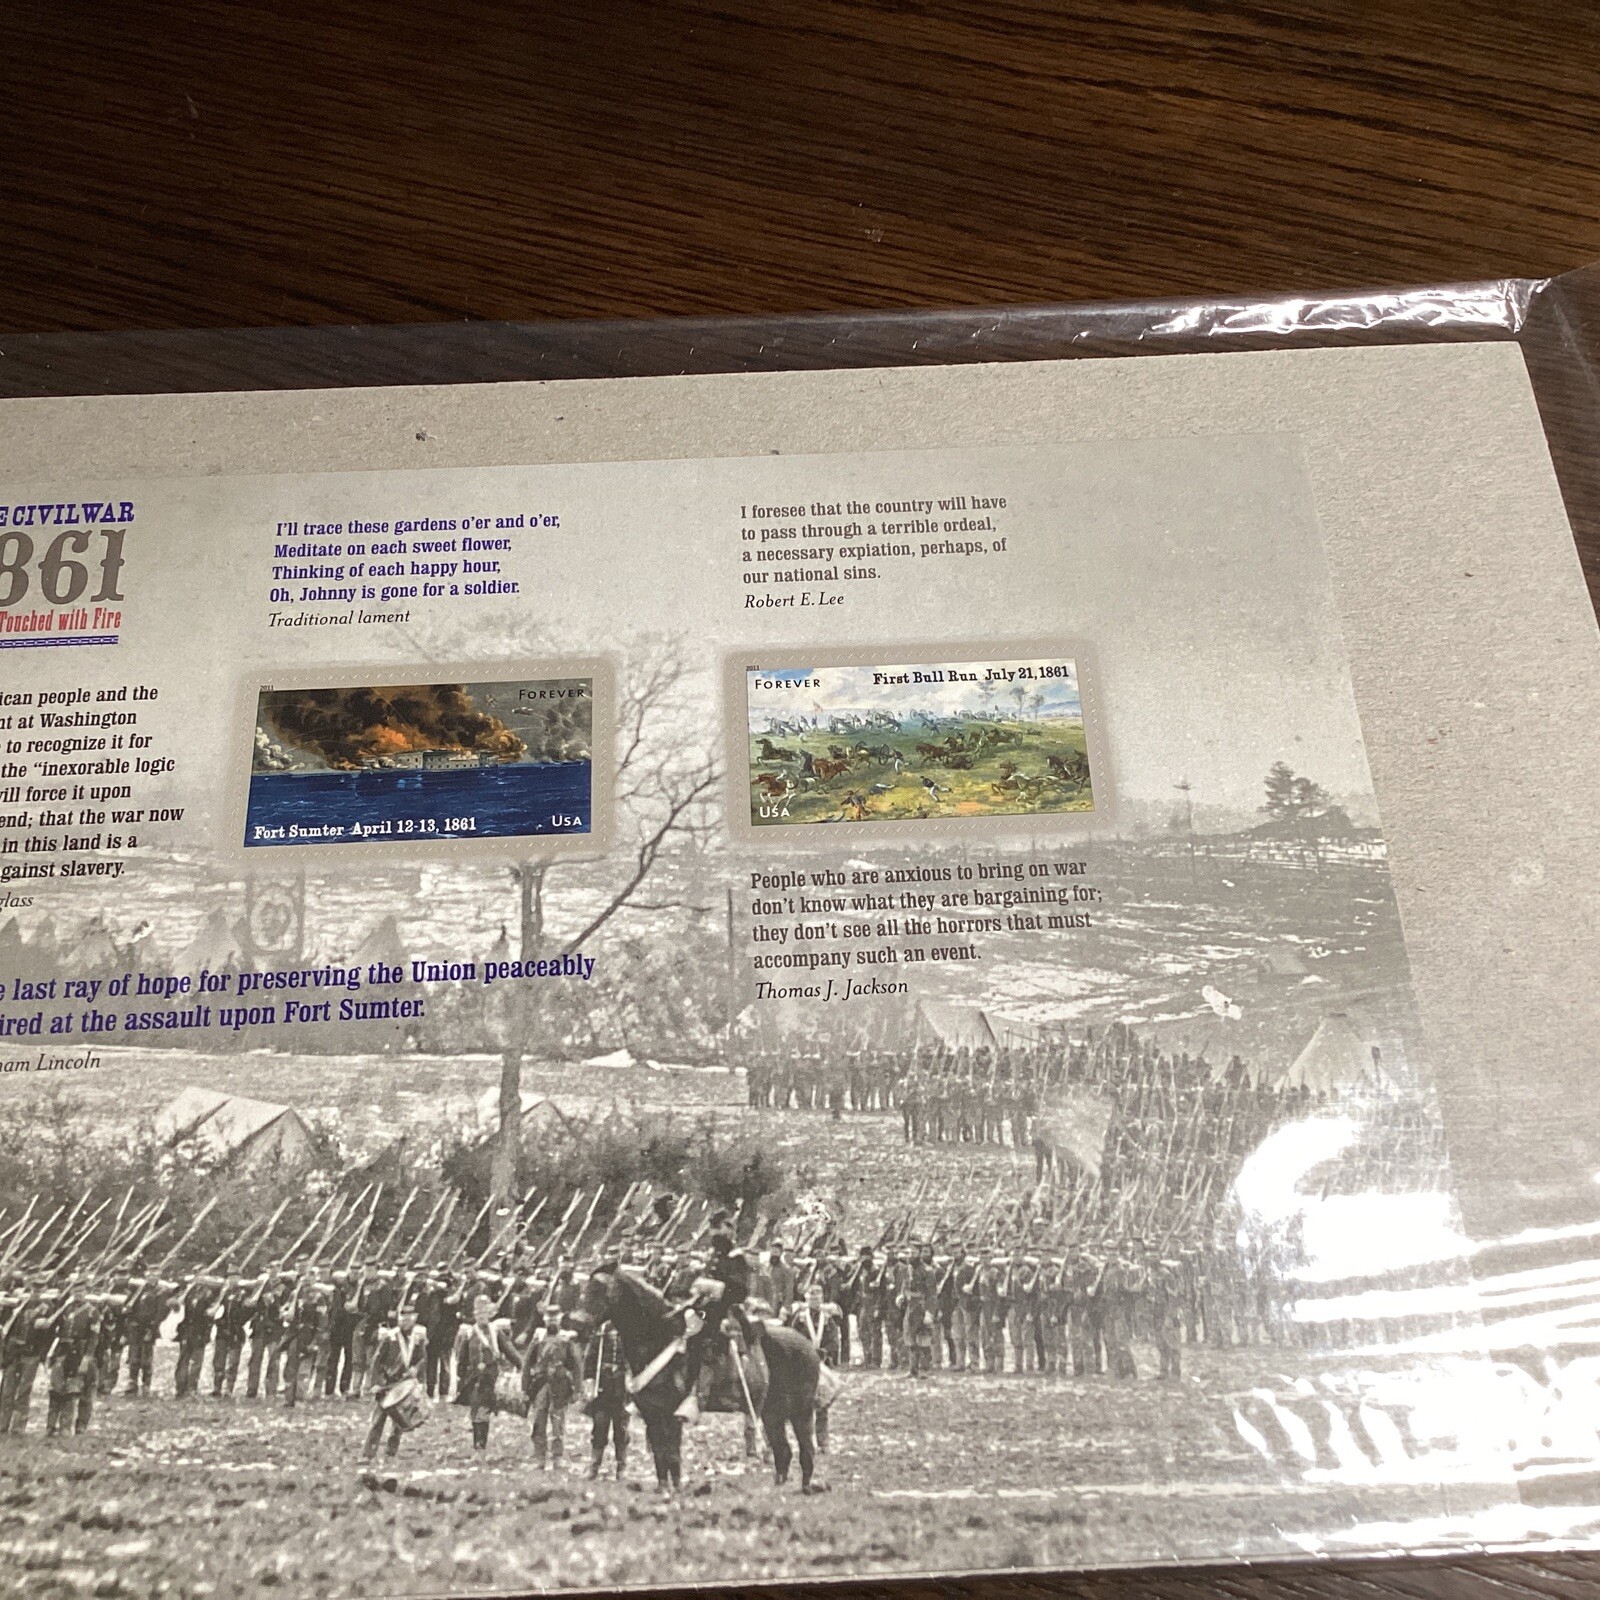 E CIVIL WAR
861
Touched with Fire
ican people and the
nt at Washington
to recognize it for
the “inexorable logic
ill force it upon
end; that the war now
in this land is a
gainst slavery.
glass
I’ll trace these gardens o’er and o’er,
Meditate on each sweet flower,
Thinking of each happy hour,
Oh, Johnny is gone for a soldier.
Traditional lament
2011
FOREVER
Fort Sumter April 12-13, 1861
USA
e last ray of hope for preserving the Union peaceably
ired at the assault upon Fort Sumter.
ham Lincoln
I foresee that the country will have
to pass through a terrible ordeal,
a necessary expiation, perhaps, of
our national sins.
Robert E. Lee
2011
FOREVER
First Bull Run July 21, 1861
USA
People who are anxious to bring on war
don’t know what they are bargaining for;
they don’t see all the horrors that must
accompany such an event.
Thomas J. Jackson